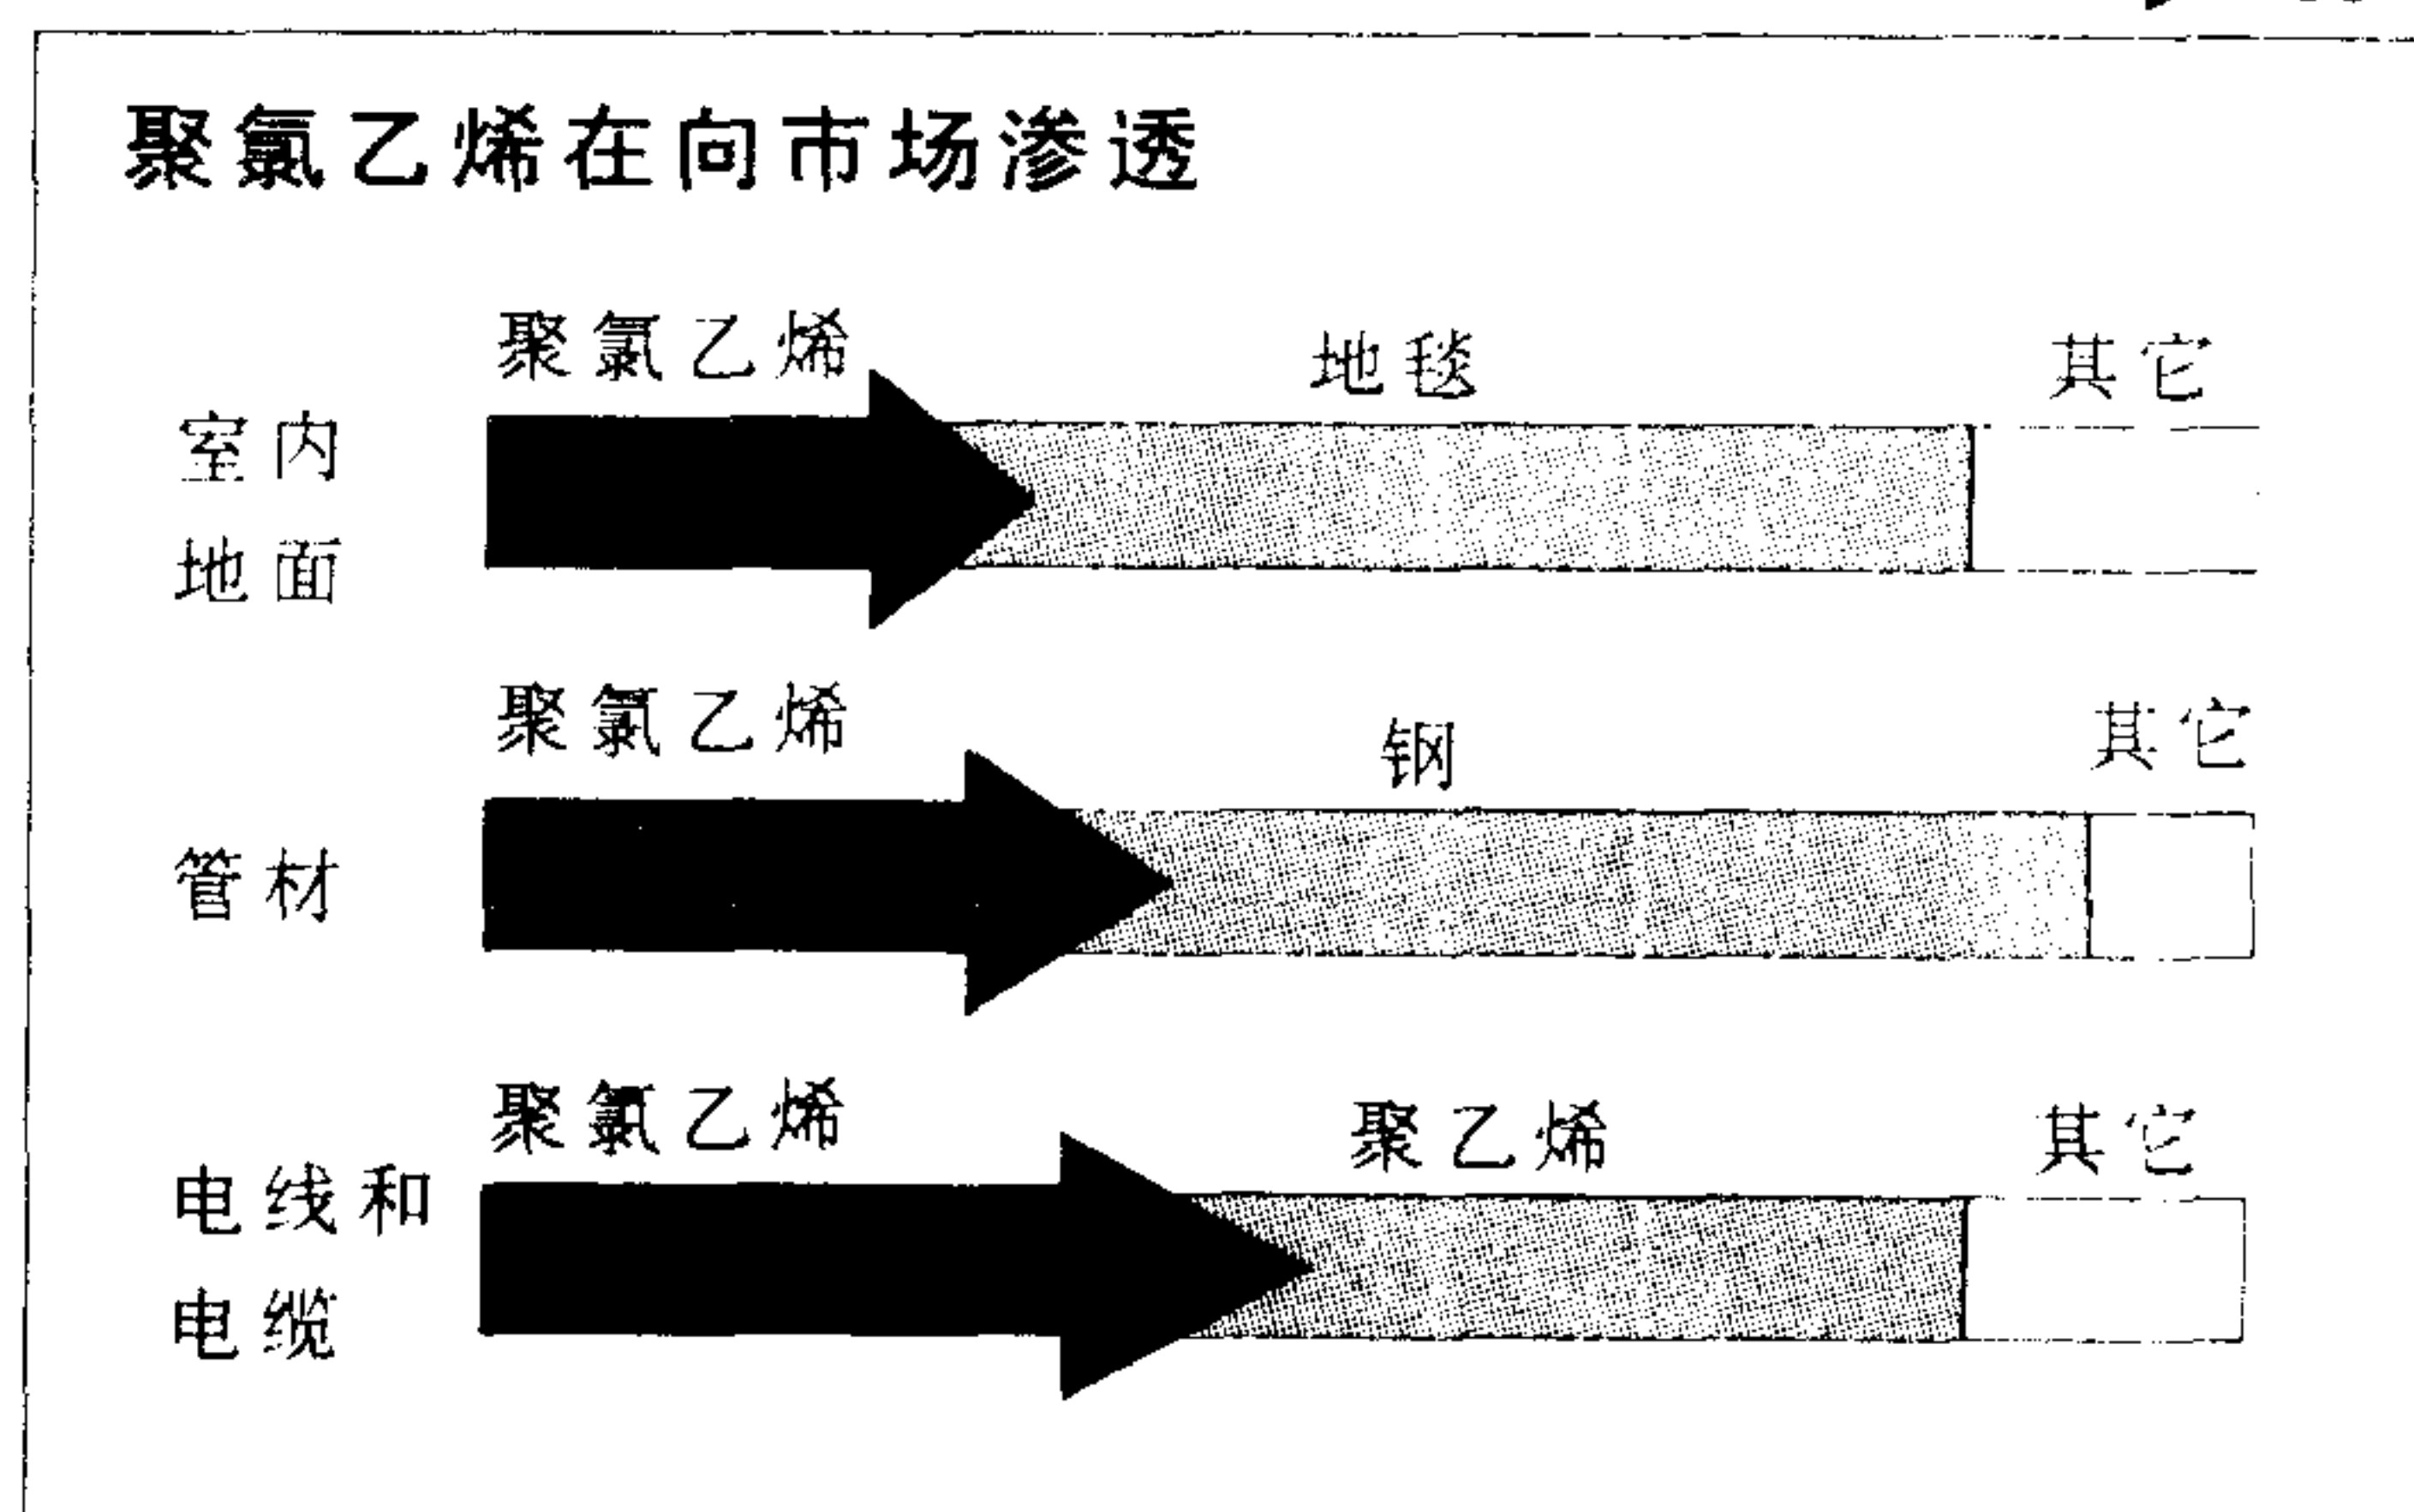 聚氯乙烯在向市场渗透
聚氯乙烯 地毯 其它
室内
地面
聚氯乙烯 钢 其它
管材
聚氯乙烯 聚乙烯 其它
电线和
电缆